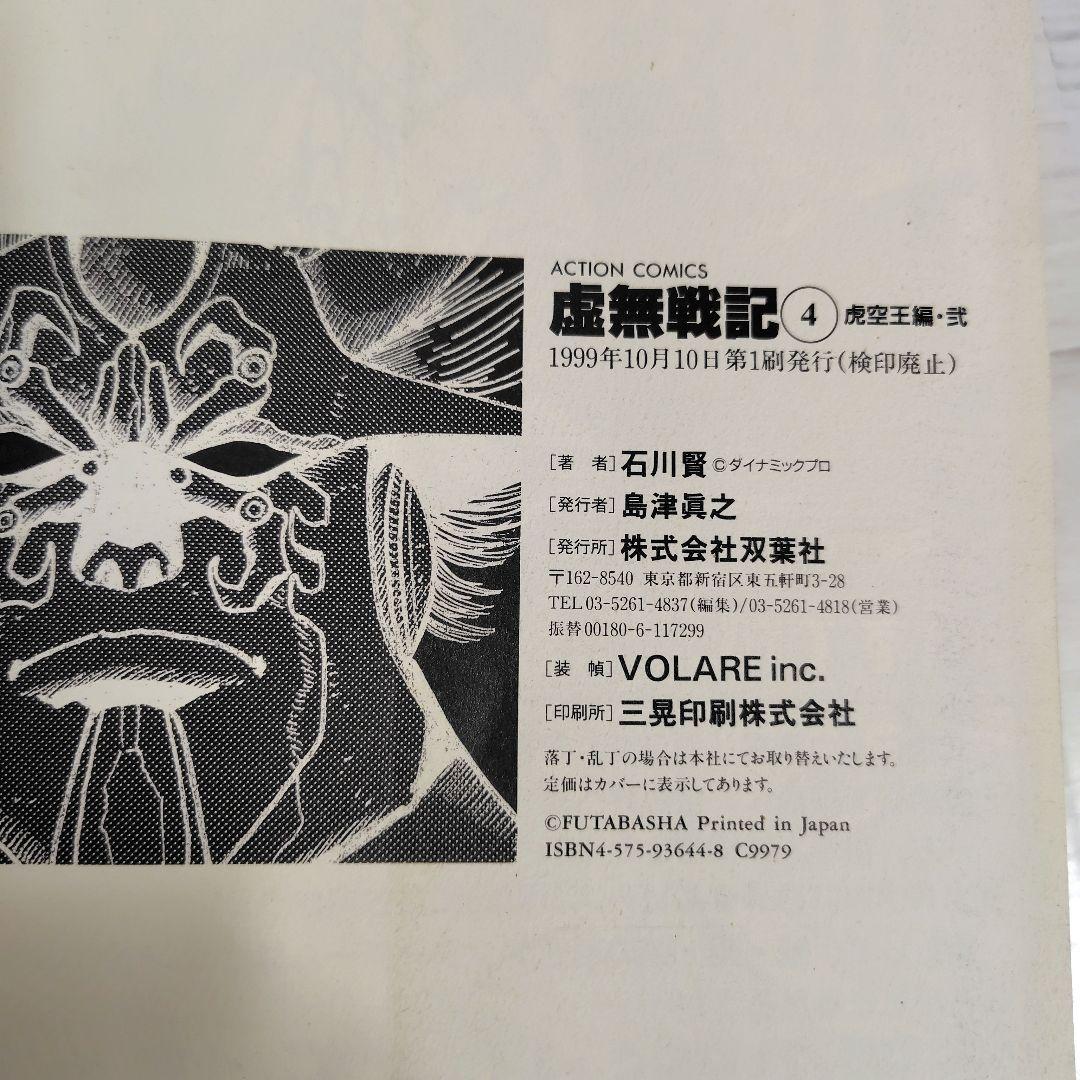 ACTION COMICS
虚無戦記④虎空王編・弐
1999年10月10日第1刷発行(検印廃止)
[著 者]石川賢©ダイナミックプロ
[発行者]島津眞之
[発行所]株式会社双葉社
〒162-8540 東京都新宿区東五軒町3-28
TEL03-5261-4837(編集)/03-5261-4818(営業)
振替00180-6-117299
[装 幀]VOLARE inc.
[印刷所]三晃印刷株式会社
落丁・乱丁の場合は本社にてお取り替えいたします。
定価はカバーに表示してあります。
©FUTABASHA Printed in Japan
ISBN4-575-93644-8 C9979